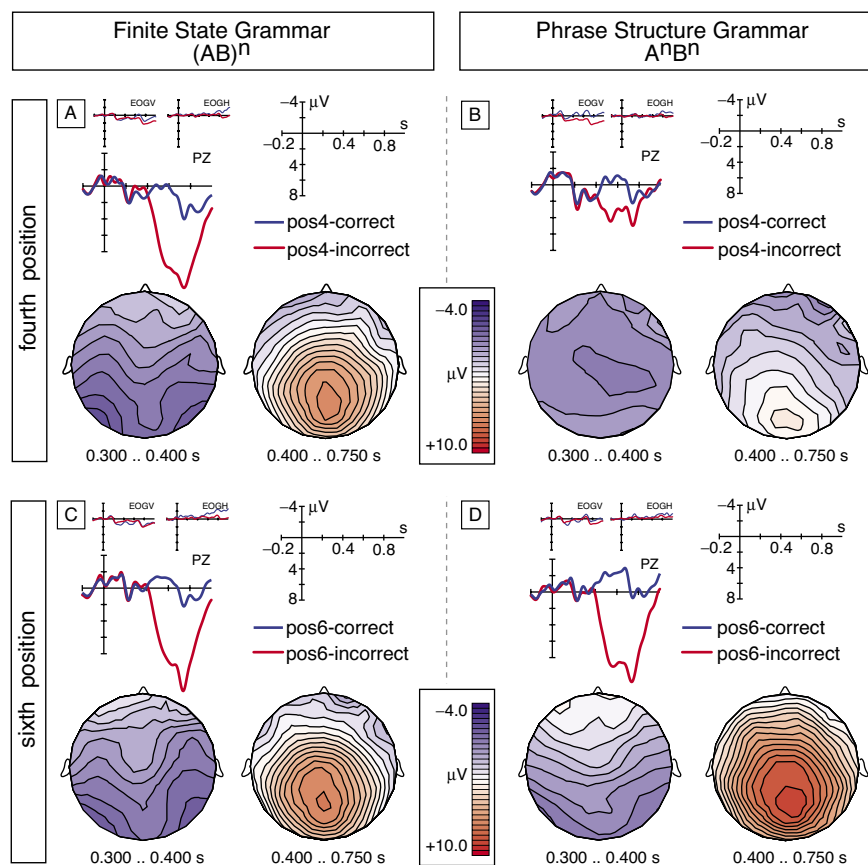 Finite State Grammar
(AB)ⁿ
Phrase Structure Grammar
AⁿBⁿ
fourth position
A
EOGV
EOGH
PZ
−4
μV
s
−0.2
0.4
0.8
4
8
pos4-correct
pos4-incorrect
0.300 .. 0.400 s
0.400 .. 0.750 s
−4.0
μV
+10.0
B
EOGV
EOGH
PZ
−4
μV
s
−0.2
0.4
0.8
4
8
pos4-correct
pos4-incorrect
0.300 .. 0.400 s
0.400 .. 0.750 s
sixth position
C
EOGV
EOGH
PZ
−4
μV
s
−0.2
0.4
0.8
4
8
pos6-correct
pos6-incorrect
0.300 .. 0.400 s
0.400 .. 0.750 s
−4.0
μV
+10.0
D
EOGV
EOGH
PZ
−4
μV
s
−0.2
0.4
0.8
4
8
pos6-correct
pos6-incorrect
0.300 .. 0.400 s
0.400 .. 0.750 s